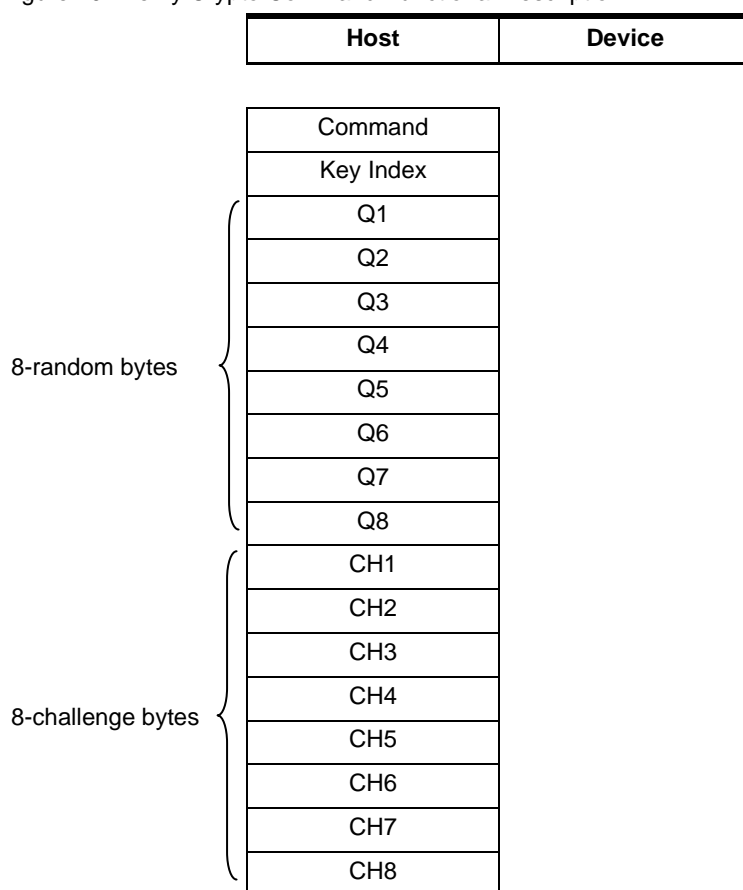 Host Device
Command
Key Index
Q1
Q2
Q3
Q4
8-random bytes
Q5
Q6
Q7
Q8
CH1
CH2
CH3
CH4
8-challenge bytes
CH5
CH6
CH7
CH8